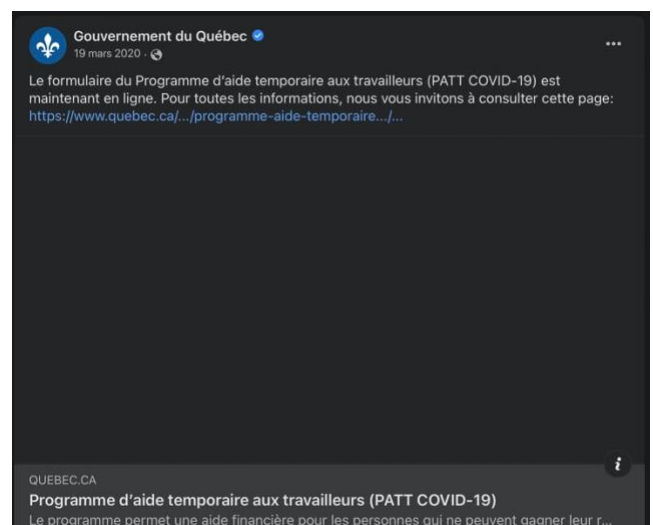 Gouvernement du Québec
19 mars 2020 ·
Le formulaire du Programme d'aide temporaire aux travailleurs (PATT COVID-19) est
maintenant en ligne. Pour toutes les informations, nous vous invitons à consulter cette page:
https://www.quebec.ca/.../programme-aide-temporaire.../...
QUEBEC.CA
Programme d'aide temporaire aux travailleurs (PATT COVID-19)
Le programme permet une aide financière pour les personnes qui ne peuvent gagner leur r...